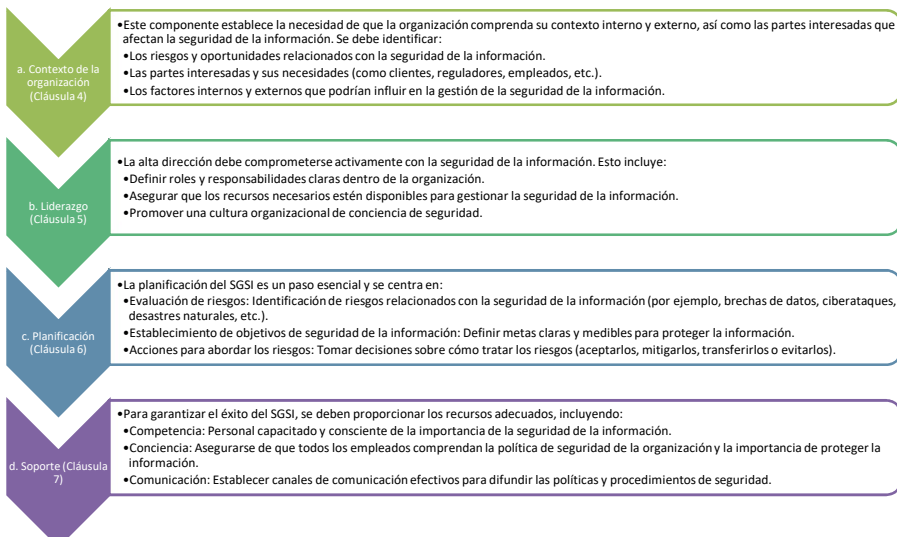 a. Contexto de la
organización
(Cláusula 4)
•Este componente establece la necesidad de que la organización comprenda su contexto interno y externo, así como las partes interesadas que
afectan la seguridad de la información. Se debe identificar:
•Los riesgos y oportunidades relacionados con la seguridad de la información.
•Las partes interesadas y sus necesidades (como clientes, reguladores, empleados, etc.).
•Los factores internos y externos que podrían influir en la gestión de la seguridad de la información.
b. Liderazgo
(Cláusula 5)
•La alta dirección debe comprometerse activamente con la seguridad de la información. Esto incluye:
•Definir roles y responsabilidades claras dentro de la organización.
•Asegurar que los recursos necesarios estén disponibles para gestionar la seguridad de la información.
•Promover una cultura organizacional de conciencia de seguridad.
c. Planificación
(Cláusula 6)
•La planificación del SGSI es un paso esencial y se centra en:
•Evaluación de riesgos: Identificación de riesgos relacionados con la seguridad de la información (por ejemplo, brechas de datos, ciberataques,
desastres naturales, etc.).
•Establecimiento de objetivos de seguridad de la información: Definir metas claras y medibles para proteger la información.
•Acciones para abordar los riesgos: Tomar decisiones sobre cómo tratar los riesgos (aceptarlos, mitigarlos, transferirlos o evitarlos).
d. Soporte (Cláusula
7)
•Para garantizar el éxito del SGSI, se deben proporcionar los recursos adecuados, incluyendo:
•Competencia: Personal capacitado y consciente de la importancia de la seguridad de la información.
•Conciencia: Asegurarse de que todos los empleados comprendan la política de seguridad de la organización y la importancia de proteger la
información.
•Comunicación: Establecer canales de comunicación efectivos para difundir las políticas y procedimientos de seguridad.